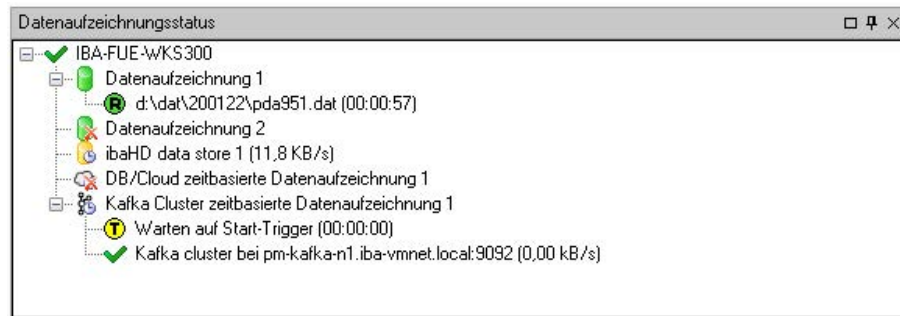 Datenaufzeichnungsstatus
IBA-FUE-WKS300
Datenaufzeichnung 1
R d:\dat\200122\pda951.dat (00:00:57)
Datenaufzeichnung 2
ibaHD data store 1 (11,8 KB/s)
DB/Cloud zeitbasierte Datenaufzeichnung 1
Kafka Cluster zeitbasierte Datenaufzeichnung 1
T Warten auf Start-Trigger (00:00:00)
Kafka cluster bei pm-kafka-n1.iba-vmnet.local:9092 (0,00 kB/s)